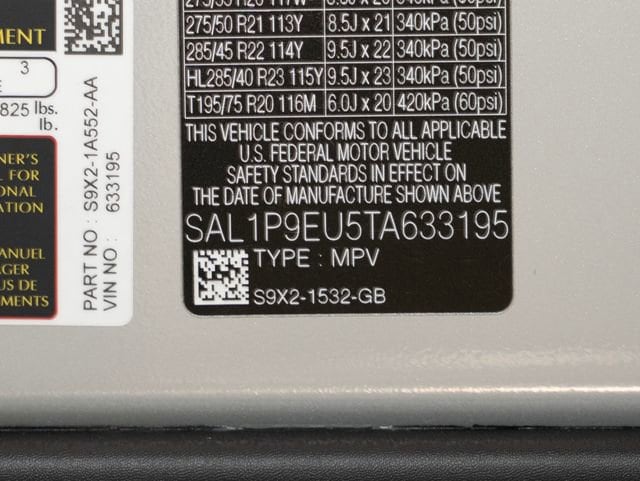 MENT
3
825 lbs.
lb.
NER'S
L FOR
ONAL
ATION
MANUEL
AGER
US DE
EMENTS
PART NO : S9X2-1A552-AA
VIN NO : 633195
275/50 R21 113Y 8.5J x 21 340kPa (50psi)
285/45 R22 114Y 9.5J x 22 340kPa (50psi)
HL285/40 R23 115Y 9.5J x 23 340kPa (50psi)
T195/75 R20 116M 6.0J x 20 420kPa (60psi)
THIS VEHICLE CONFORMS TO ALL APPLICABLE
U.S. FEDERAL MOTOR VEHICLE
SAFETY STANDARDS IN EFFECT ON
THE DATE OF MANUFACTURE SHOWN ABOVE
SAL1P9EU5TA633195
TYPE : MPV
S9X2-1532-GB